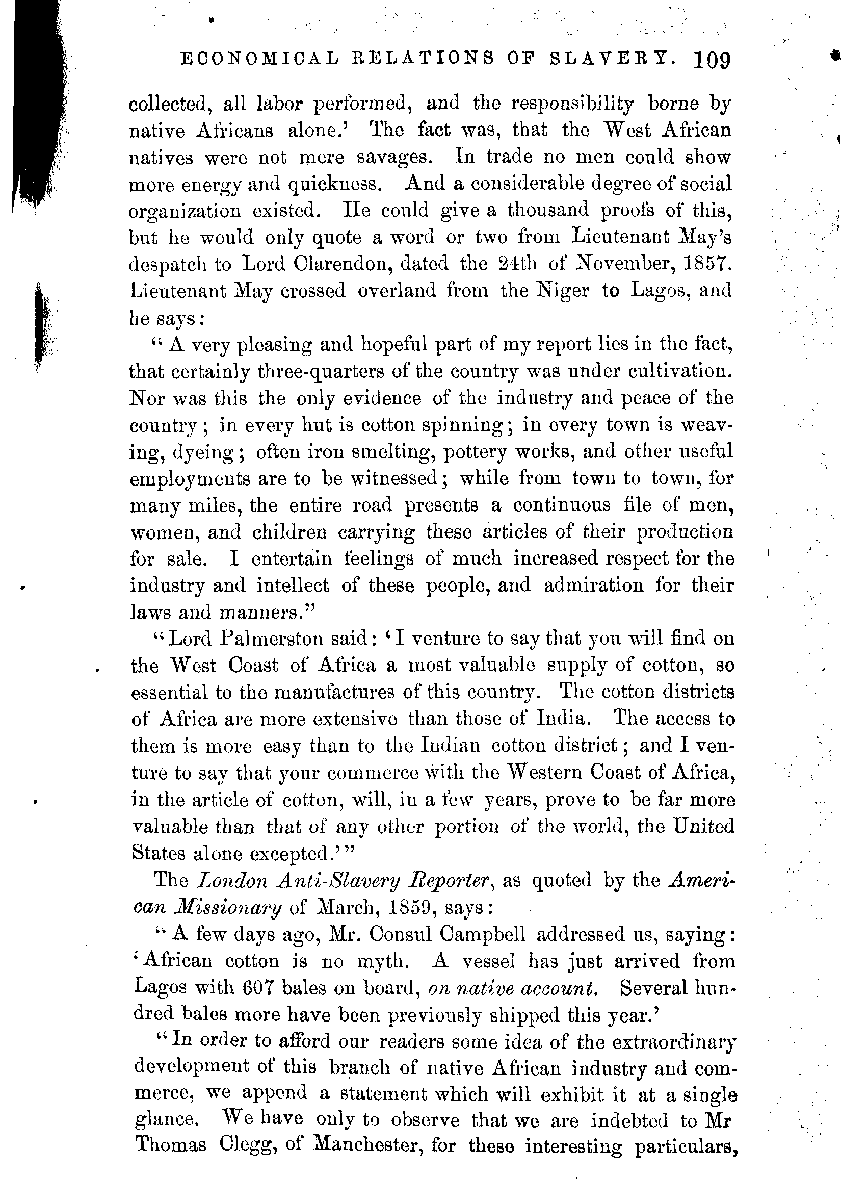 ECONOMICAL RELATIONS OF SLAVERY. 109
collected, all labor performed, and the responsibility borne by
native Africans alone.' The fact was, that the West African
natives were not mere savages. In trade no men could show
more energy and quickness. And a considerable degree of social
organization existed. He could give a thousand proofs of this,
but he would only quote a word or two from Lieutenant May's
despatch to Lord Clarendon, dated the 24th of November, 1857.
Lieutenant May crossed overland from the Niger to Lagos, and
he says:
"A very pleasing and hopeful part of my report lies in the fact,
that certainly three-quarters of the country was under cultivation.
Nor was this the only evidence of the industry and peace of the
country; in every hut is cotton spinning; in every town is weav-
ing, dyeing; often iron smelting, pottery works, and other useful
employments are to be witnessed; while from town to town, for
many miles, the entire road presents a continuous file of men,
women, and children carrying these articles of their production
for sale. I entertain feelings of much increased respect for the
industry and intellect of these people, and admiration for their
laws and manners."
"Lord Palmerston said: 'I venture to say that you will find on
the West Coast of Africa a most valuable supply of cotton, so
essential to the manufactures of this country. The cotton districts
of Africa are more extensive than those of India. The access to
them is more easy than to the Indian cotton district; and I ven-
ture to say that your commerce with the Western Coast of Africa,
in the article of cotton, will, in a few years, prove to be far more
valuable than that of any other portion of the world, the United
States alone excepted.'"
The London Anti-Slavery Reporter, as quoted by the Ameri-
can Missionary of March, 1859, says:
"A few days ago, Mr. Consul Campbell addressed us, saying:
'African cotton is no myth. A vessel has just arrived from
Lagos with 607 bales on board, on native account. Several hun-
dred bales more have been previously shipped this year.'
"In order to afford our readers some idea of the extraordinary
development of this branch of native African industry and com-
merce, we append a statement which will exhibit it at a single
glance. We have only to observe that we are indebted to Mr
Thomas Clegg, of Manchester, for these interesting particulars,